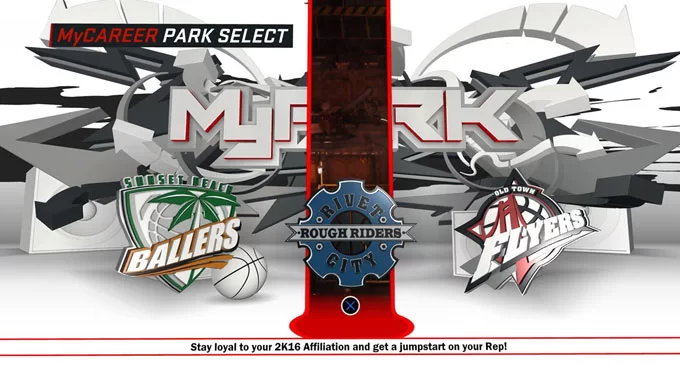 MyCAREER PARK SELECT
MyPARK
SUNSET BEACH
BALLERS
RIVET
ROUGH RIDERS
CITY
OLD TOWN
FLYERS
Stay loyal to your 2K16 Affiliation and get a jumpstart on your Rep!